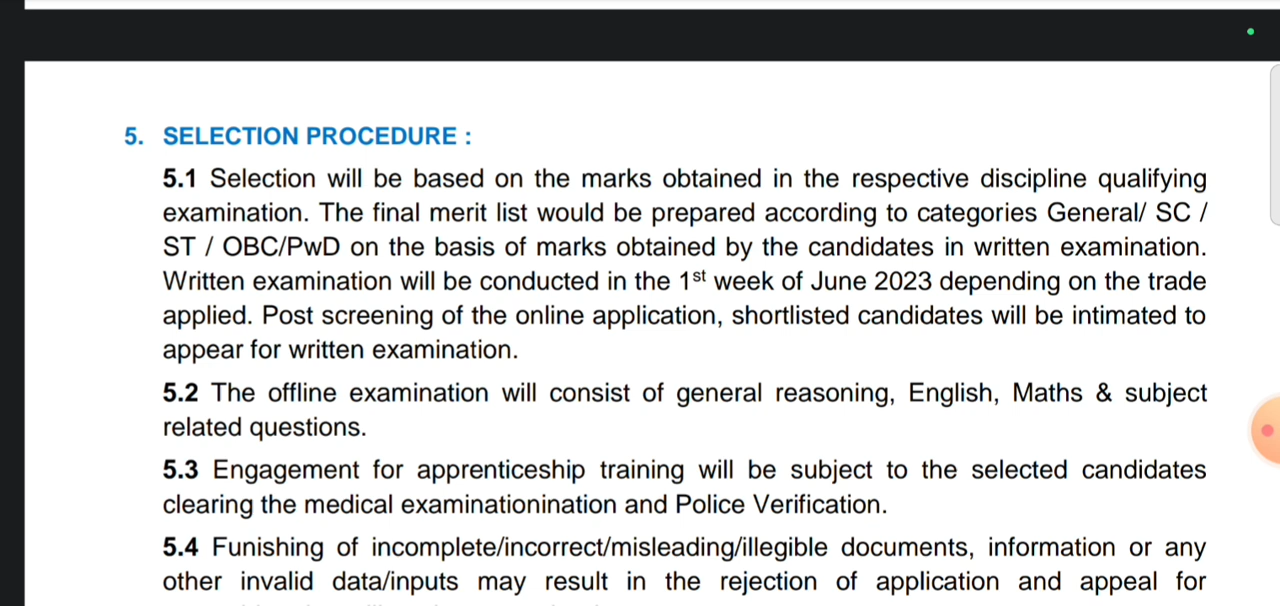 5. SELECTION PROCEDURE :
5.1 Selection will be based on the marks obtained in the respective discipline qualifying
examination. The final merit list would be prepared according to categories General/ SC /
ST / OBC/PwD on the basis of marks obtained by the candidates in written examination.
Written examination will be conducted in the 1st week of June 2023 depending on the trade
applied. Post screening of the online application, shortlisted candidates will be intimated to
appear for written examination.
5.2 The offline examination will consist of general reasoning, English, Maths & subject
related questions.
5.3 Engagement for apprenticeship training will be subject to the selected candidates
clearing the medical examinationination and Police Verification.
5.4 Funishing of incomplete/incorrect/misleading/illegible documents, information or any
other invalid data/inputs may result in the rejection of application and appeal for